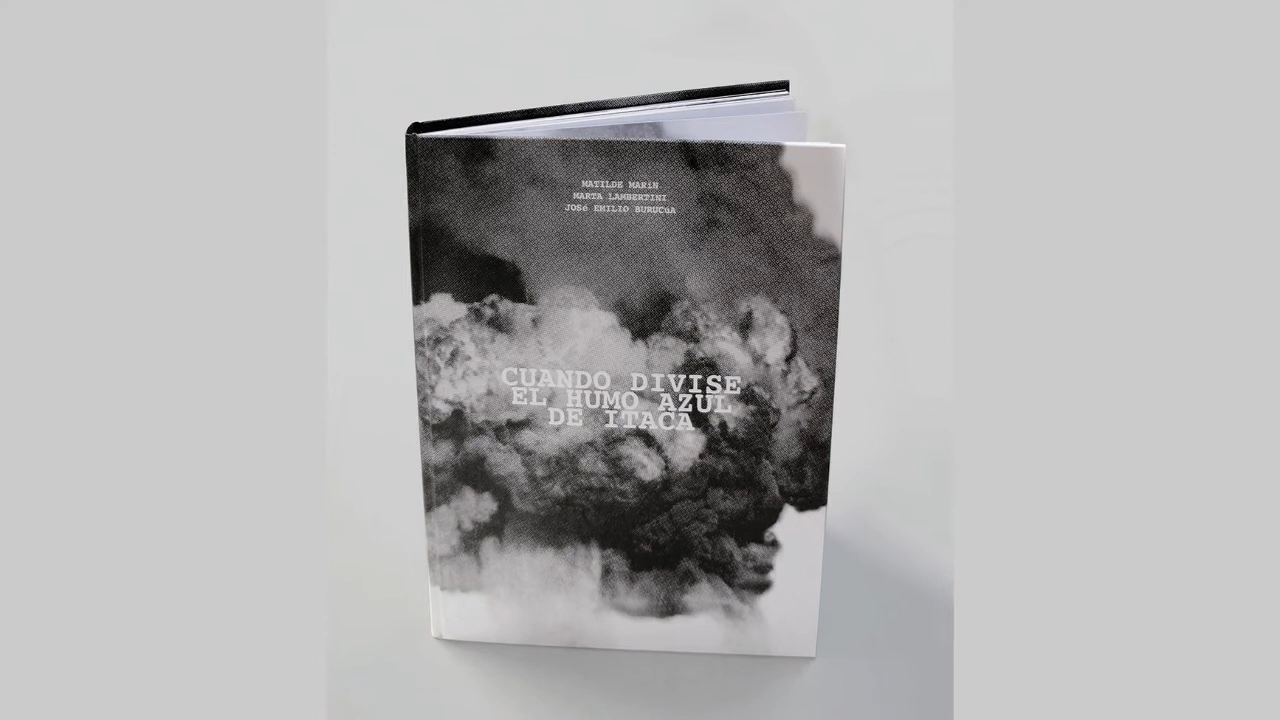 MATILDE MARíN
MARTA LAMBERTINI
JOSé EMILIO BURUCúA
CUANDO DIVISE
EL HUMO AZUL
DE ITACA